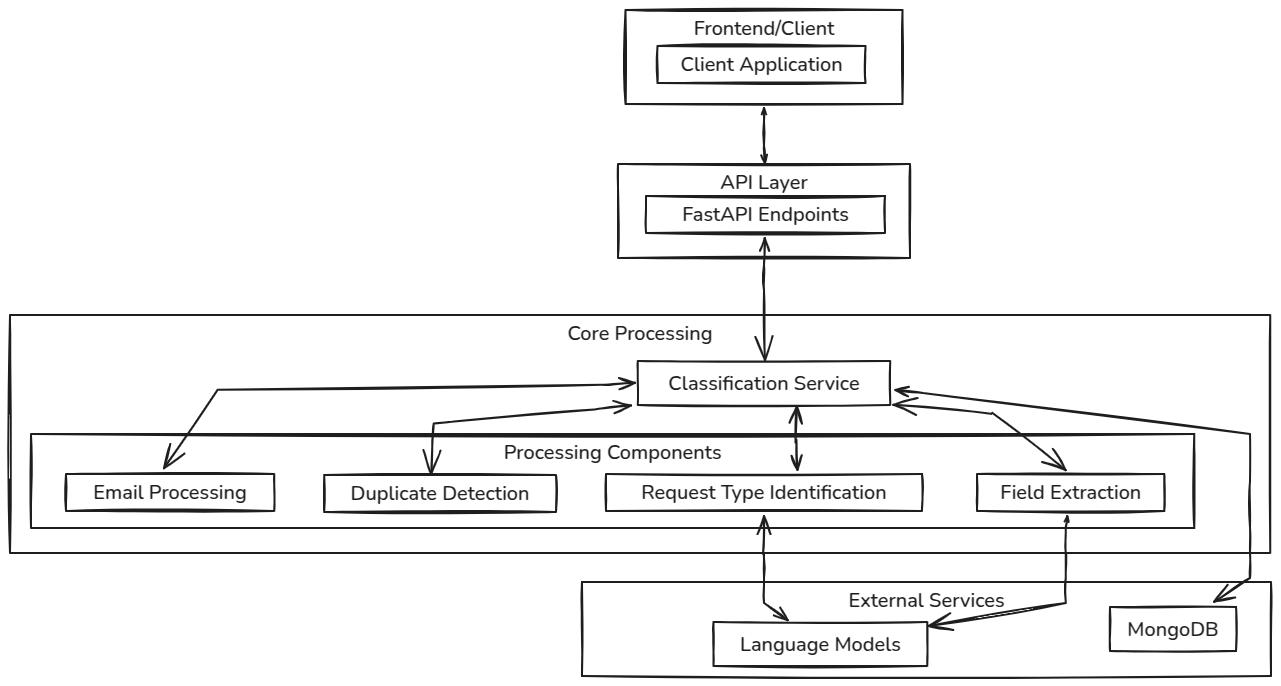 Frontend/Client
Client Application
API Layer
FastAPI Endpoints
Core Processing
Classification Service
Processing Components
Email Processing
Duplicate Detection
Request Type Identification
Field Extraction
External Services
Language Models
MongoDB